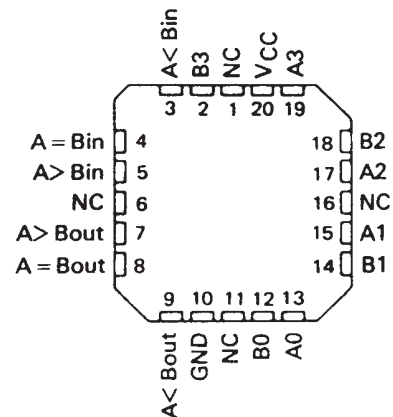 A< Bin
B3
NC
VCC
A3
3 2 1 20 19
A = Bin 4
A> Bin 5
NC 6
A> Bout 7
A = Bout 8
18 B2
17 A2
16 NC
15 A1
14 B1
9 10 11 12 13
A< Bout
GND
NC
B0
A0